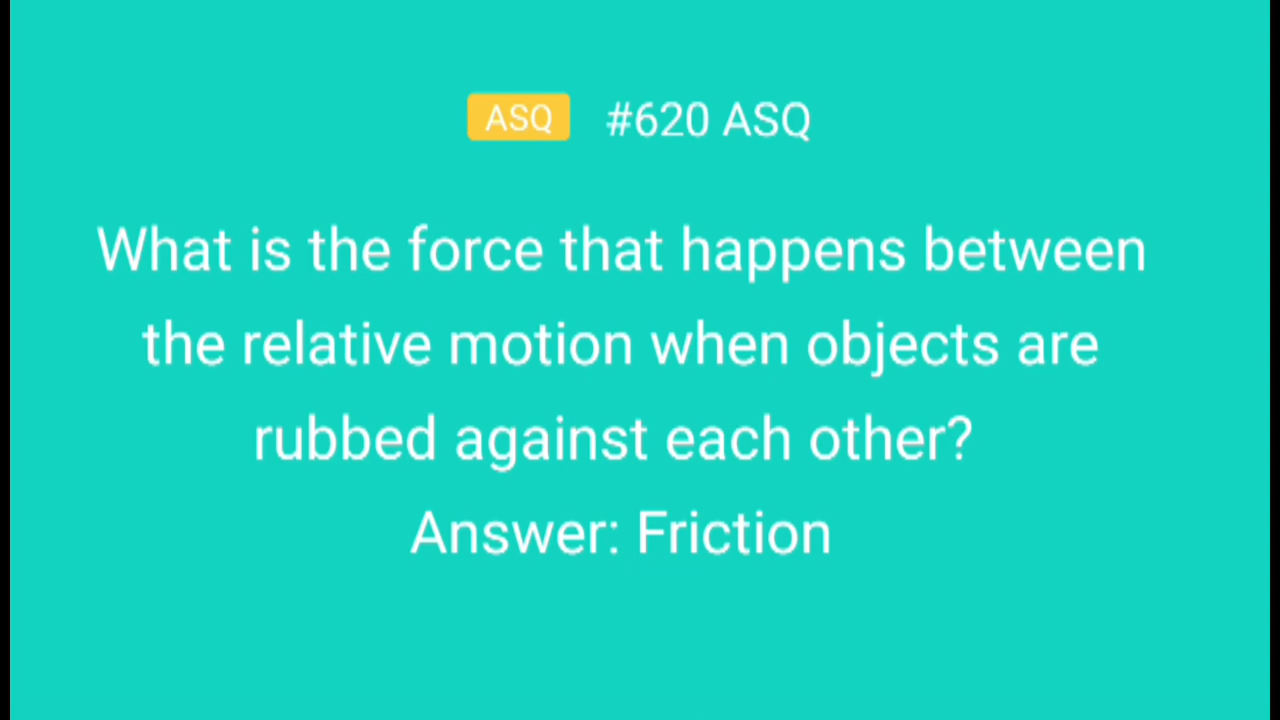 ASQ #620 ASQ
What is the force that happens between
the relative motion when objects are
rubbed against each other?
Answer: Friction